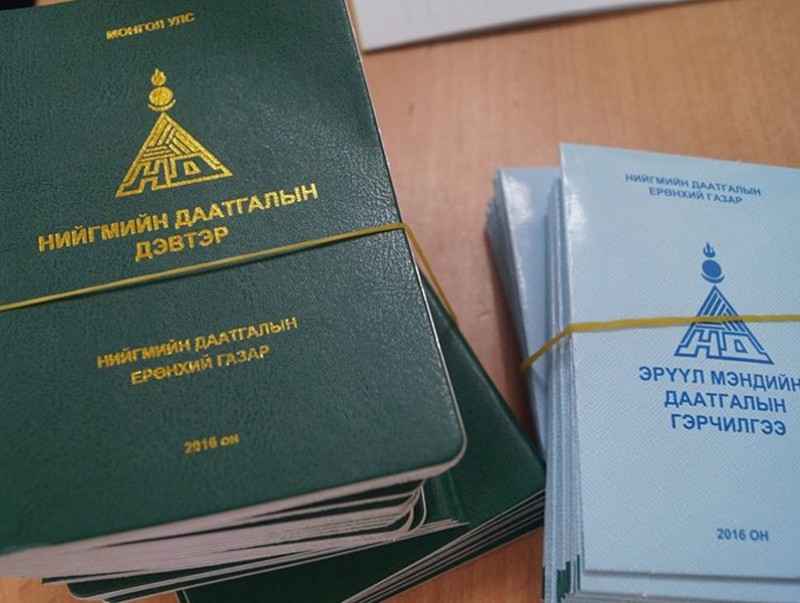 МОНГОЛ УЛС
НД
НИЙГМИЙН ДААТГАЛЫН
ДЭВТЭР
НИЙГМИЙН ДААТГАЛЫН
ЕРӨНХИЙ ГАЗАР
2016 он
НИЙГМИЙН ДААТГАЛЫН
ЕРӨНХИЙ ГАЗАР
НД
ЭРҮҮЛ МЭНДИЙН
ДААТГАЛЫН
ГЭРЧИЛГЭЭ
2016 ОН